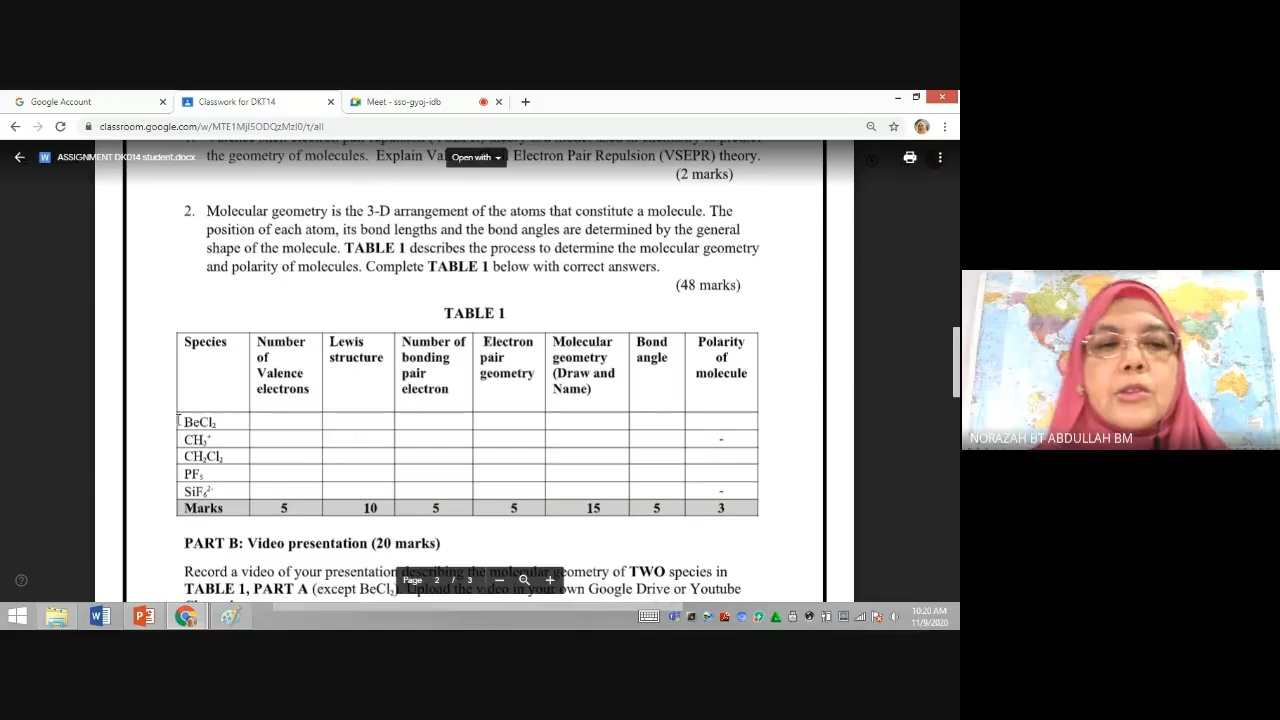 Google Account
Classwork for DKT14
Meet - sso-gyoj-idb
classroom.google.com/w/MTE1MjI5ODQzMzI0/t/all
ASSIGNMENT DK014 student.docx
Open with
the geometry of molecules. Explain Electron Pair Repulsion (VSEPR) theory.
(2 marks)
2. Molecular geometry is the 3-D arrangement of the atoms that constitute a molecule. The
position of each atom, its bond lengths and the bond angles are determined by the general
shape of the molecule. TABLE 1 describes the process to determine the molecular geometry
and polarity of molecules. Complete TABLE 1 below with correct answers.
(48 marks)
TABLE 1
Species Number of Valence electrons Lewis structure Number of bonding pair electron Electron pair geometry Molecular geometry (Draw and Name) Bond angle Polarity of molecule
BeCl₂
CH₃⁺ -
CH₂Cl₂
PF₅
SiF₆²⁻ -
Marks 5 10 5 5 15 5 3
PART B: Video presentation (20 marks)
Record a video of your presentation describing the molecular geometry of TWO species in
TABLE 1, PART A (except BeCl₂). Upload the video in your own Google Drive or Youtube
Page 2 / 3
10:20 AM
11/9/2020
NORAZAH BT ABDULLAH BM